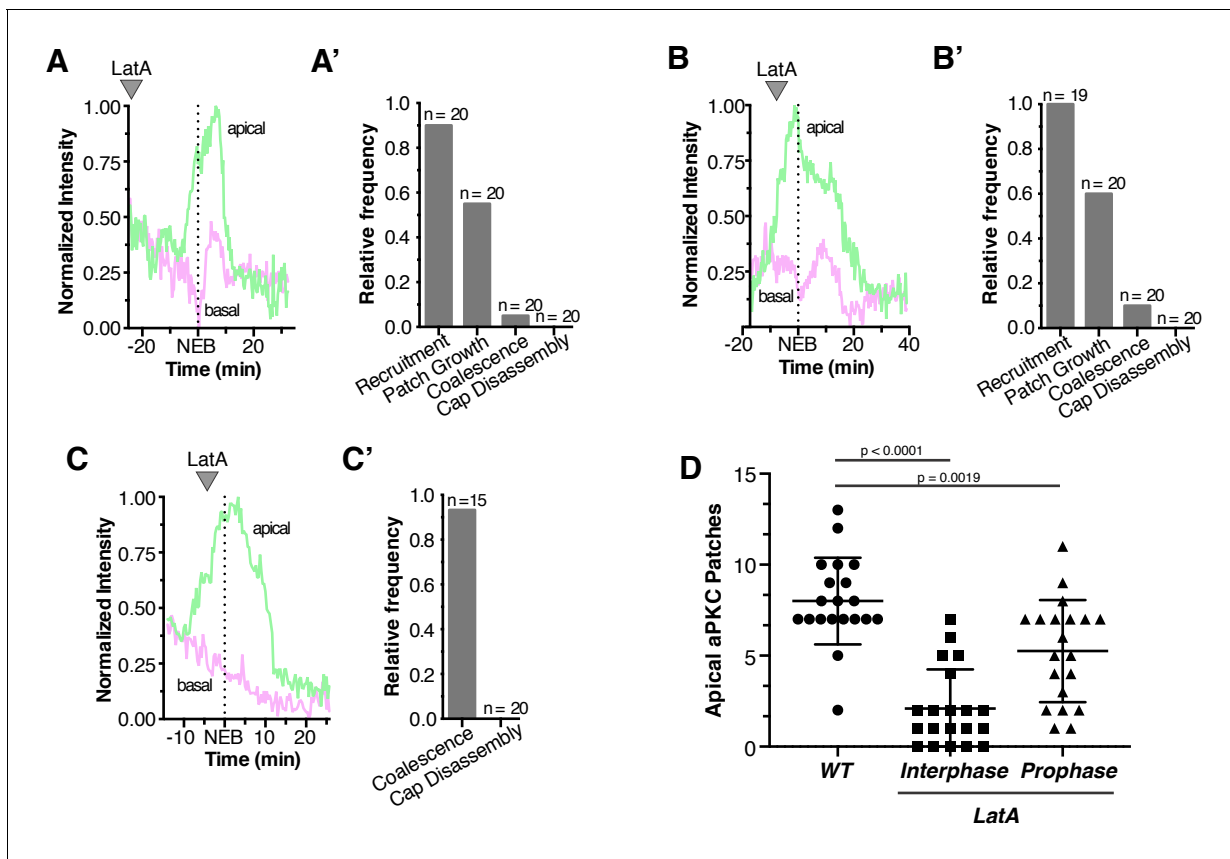 A
LatA
1.00
0.75
0.50
0.25
0.00
Normalized Intensity
apical
basal
-20 NEB 20
Time (min)
A'
1.0
0.8
0.6
0.4
0.2
0.0
Relative frequency
n= 20
n= 20
n= 20
n= 20
Recruitment
Patch Growth
Coalescence
Cap Disassembly
B
LatA
1.00
0.75
0.50
0.25
0.00
Normalized Intensity
apical
basal
-20 NEB 20 40
Time (min)
B'
1.0
0.8
0.6
0.4
0.2
0.0
Relative frequency
n= 19
n= 20
n= 20
n= 20
Recruitment
Patch Growth
Coalescence
Cap Disassembly
C
LatA
1.00
0.75
0.50
0.25
0.00
Normalized Intensity
apical
basal
-10 NEB 10 20
Time (min)
C'
1.0
0.8
0.6
0.4
0.2
0.0
Relative frequency
n=15
n= 20
Coalescence
Cap Disassembly
D
p < 0.0001
p = 0.0019
15
10
5
0
Apical aPKC Patches
WT Interphase Prophase
LatA